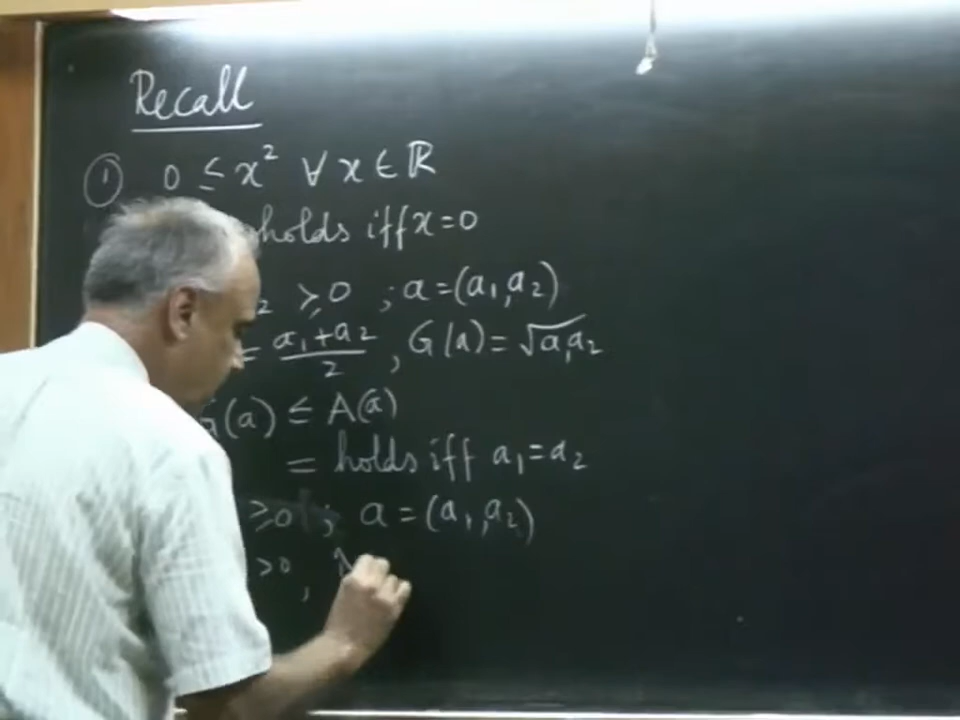 Recall
① 0 ≤ x² ∀ x ∈ ℝ
holds iff x=0
₂ ≥ 0 ; a = (a₁, a₂)
= a₁+a₂/2 , G(a) = √a₁a₂
G(a) ≤ A(a)
= holds iff a₁ = a₂
≥0 ; a = (a₁, a₂)
>0 ,